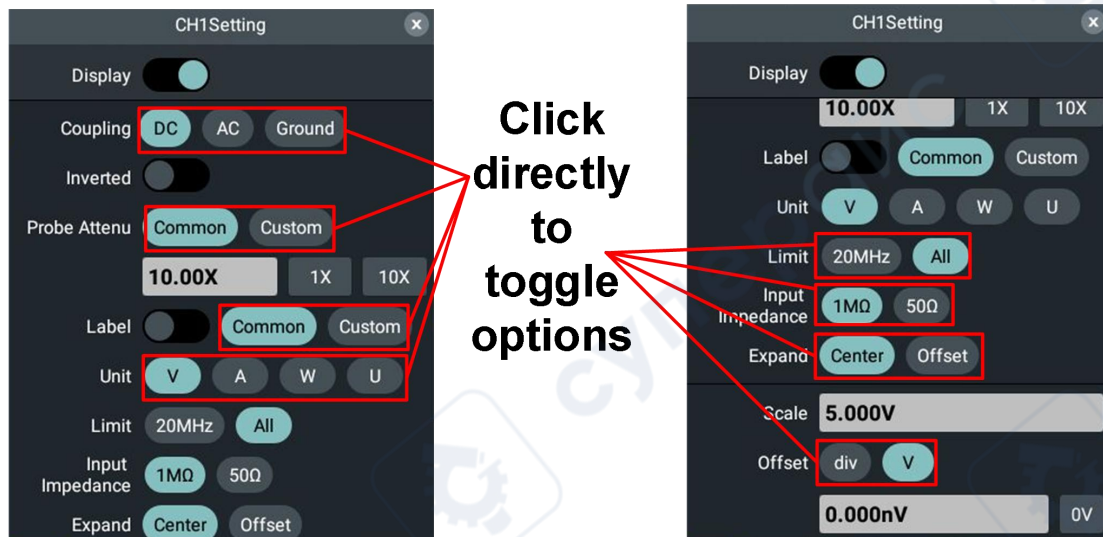 CH1Setting
x
Display
Coupling DC AC Ground
Inverted
Probe Attenu Common Custom
10.00X 1X 10X
Label Common Custom
Unit V A W U
Limit 20MHz All
Input
Impedance 1MΩ 50Ω
Expand Center Offset
Click
directly
to
toggle
options
CH1Setting
x
Display
10.00X 1X 10X
Label Common Custom
Unit V A W U
Limit 20MHz All
Input
Impedance 1MΩ 50Ω
Expand Center Offset
Scale 5.000V
Offset div V
0.000nV 0V